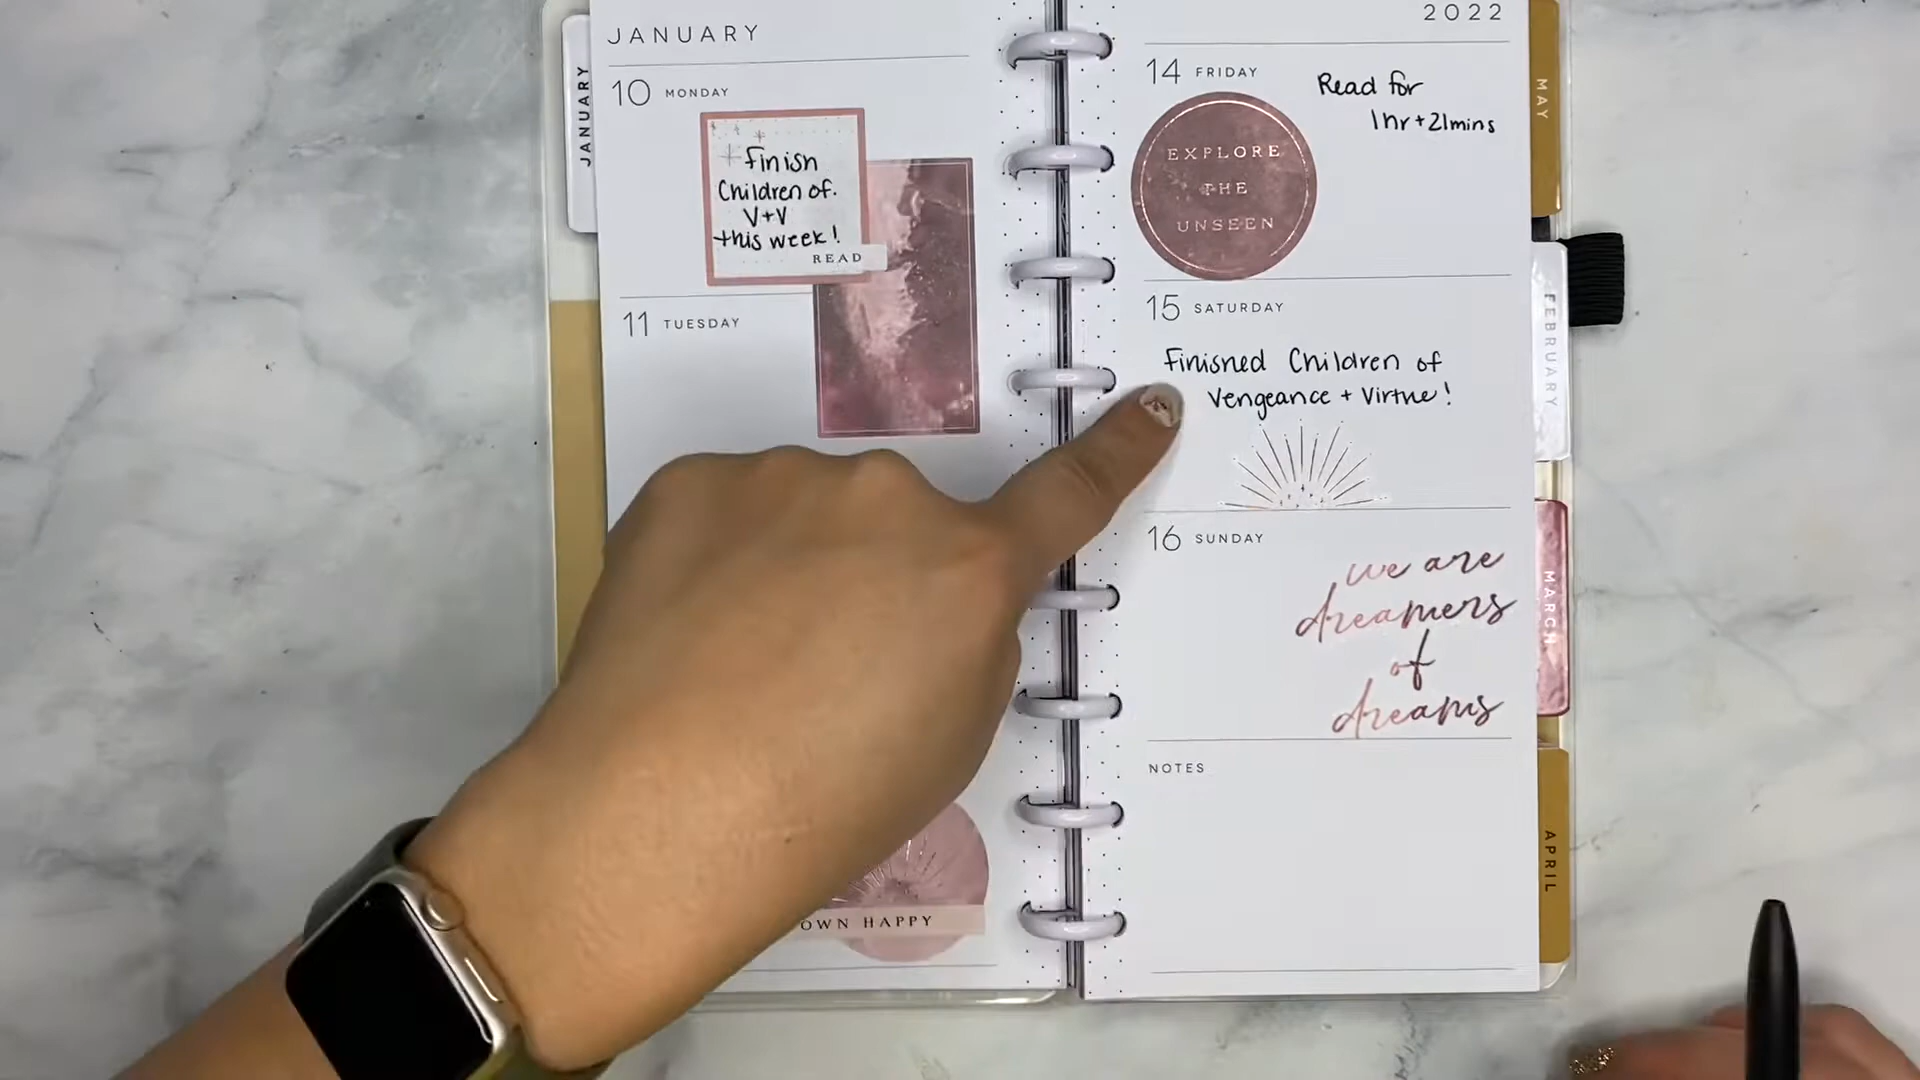 JANUARY
JANUARY
10 MONDAY
Finish
Children of
V+V
this week!
READ
11 TUESDAY
OWN HAPPY
2022
14 FRIDAY
Read for
1hr+21mins
EXPLORE
THE
UNSEEN
15 SATURDAY
Finished Children of
Vengeance + Virtue!
16 SUNDAY
we are
dreamers
of
dreams
NOTES
MAY
FEBRUARY
MARCH
APRIL